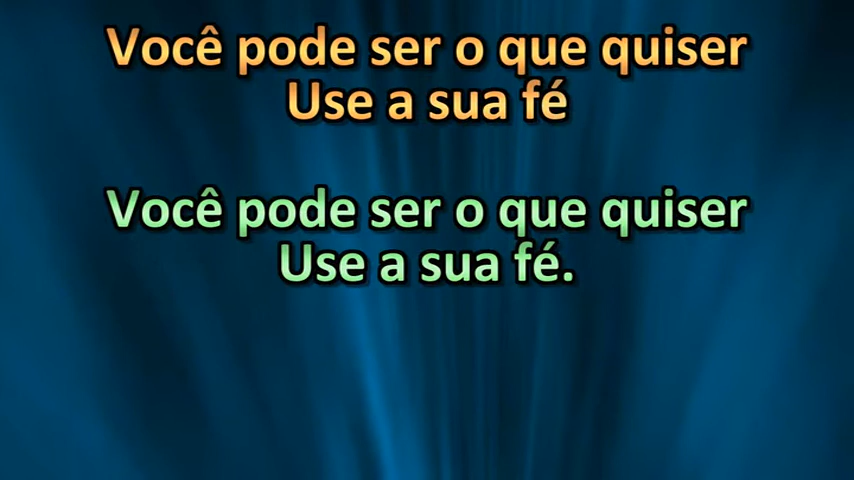 Você pode ser o que quiser
Use a sua fé
Você pode ser o que quiser
Use a sua fé.